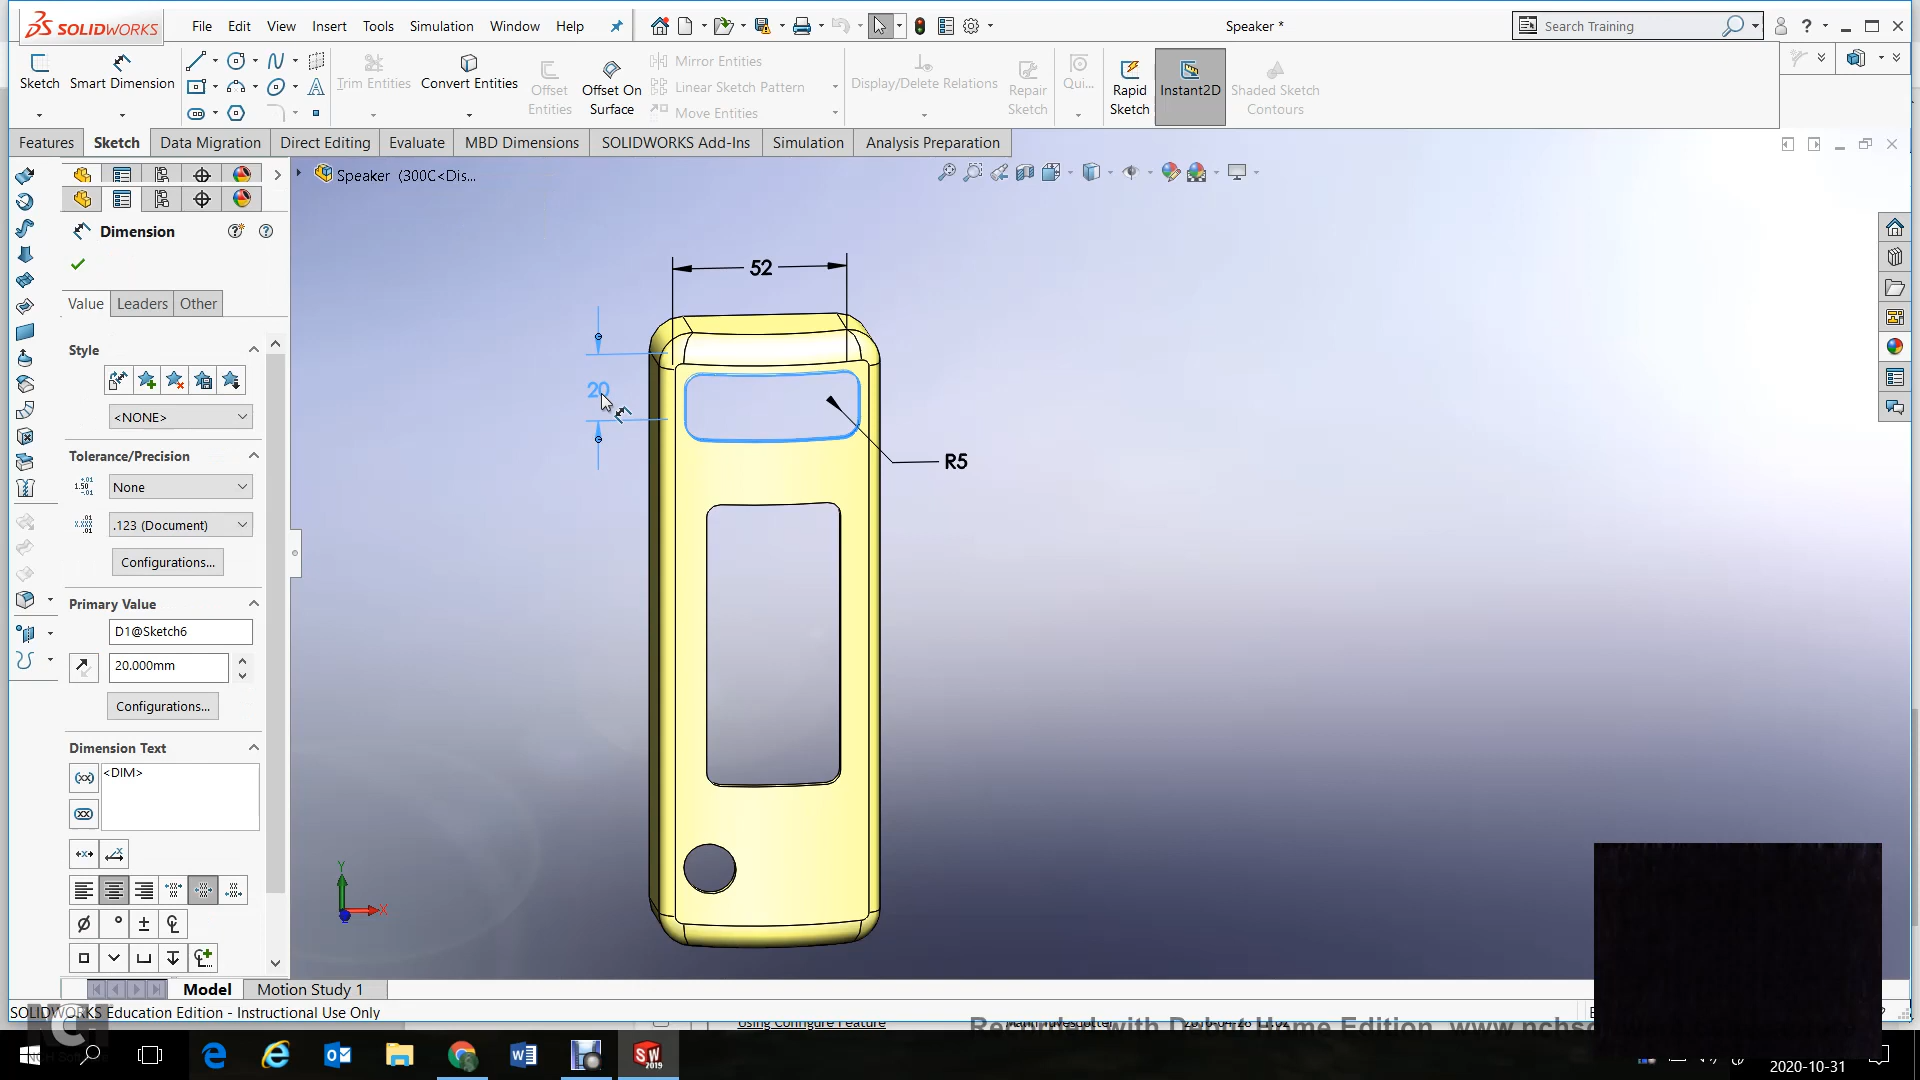 SOLIDWORKS File Edit View Insert Tools Simulation Window Help Speaker * Search Training ?
Sketch Smart Dimension Trim Entities Convert Entities Offset Entities Offset On Surface Mirror Entities Display/Delete Relations Repair Sketch Qui... Rapid Sketch Instant2D Shaded Sketch Contours
Linear Sketch Pattern
Move Entities
Features Sketch Data Migration Direct Editing Evaluate MBD Dimensions SOLIDWORKS Add-Ins Simulation Analysis Preparation
Speaker (300C<Dis...
Dimension
Value Leaders Other
Style
<NONE>
Tolerance/Precision
None
.123 (Document)
Configurations...
Primary Value
D1@Sketch6
20.000mm
Configurations...
Dimension Text
<DIM>
52
20
R5
Y
X
Model Motion Study 1
SOLIDWORKS Education Edition - Instructional Use Only
Using Configure Feature
2020-10-31